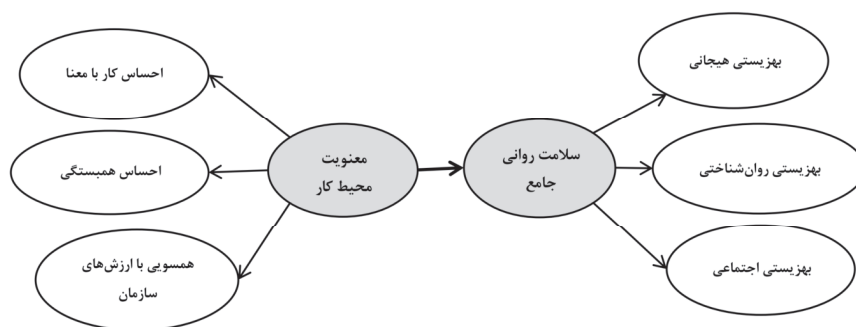 بهزیستی هیجانی
احساس کار با معنا
سلامت روانی
جامع
معنویت
محیط کار
بهزیستی روان‌شناختی
احساس همبستگی
بهزیستی اجتماعی
همسویی با ارزش‌های
سازمان